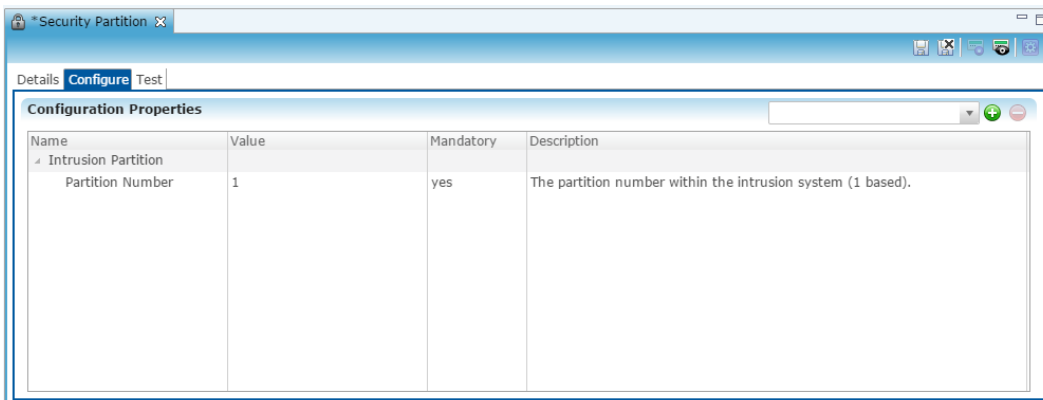 *Security Partition
Details Configure Test
Configuration Properties
Name Value Mandatory Description
Intrusion Partition
Partition Number 1 yes The partition number within the intrusion system (1 based).